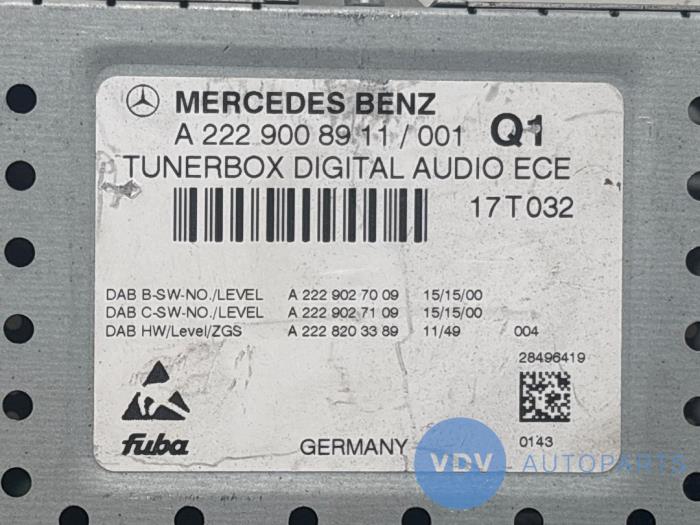 MERCEDES BENZ
A 222 900 89 11 / 001 Q1
TUNERBOX DIGITAL AUDIO ECE
17T032
DAB B-SW-NO./LEVEL A 222 902 70 09 15/15/00
DAB C-SW-NO./LEVEL A 222 902 71 09 15/15/00
DAB HW/Level/ZGS A 222 820 33 89 11/49 004
28496419
fuba GERMANY 0143
VDV AUTOPARTS